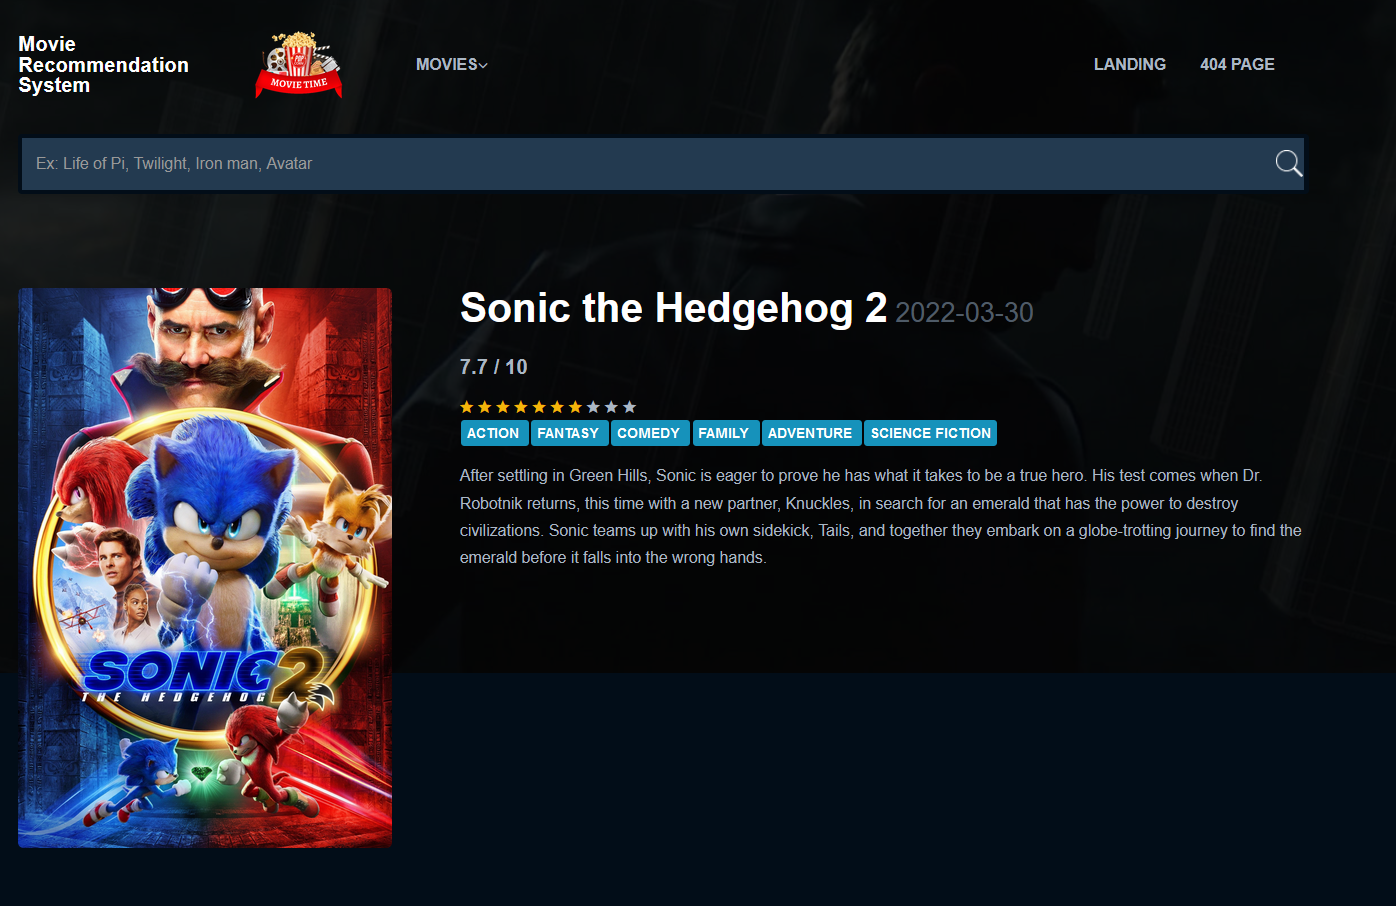 Movie
Recommendation
System
POP
MOVIE TIME
MOVIES
LANDING
404 PAGE
Ex: Life of Pi, Twilight, Iron man, Avatar
Sonic the Hedgehog 2 2022-03-30
7.7 / 10
ACTION FANTASY COMEDY FAMILY ADVENTURE SCIENCE FICTION
After settling in Green Hills, Sonic is eager to prove he has what it takes to be a true hero. His test comes when Dr.
Robotnik returns, this time with a new partner, Knuckles, in search for an emerald that has the power to destroy
civilizations. Sonic teams up with his own sidekick, Tails, and together they embark on a globe-trotting journey to find the
emerald before it falls into the wrong hands.
SONIC 2
THE HEDGEHOG